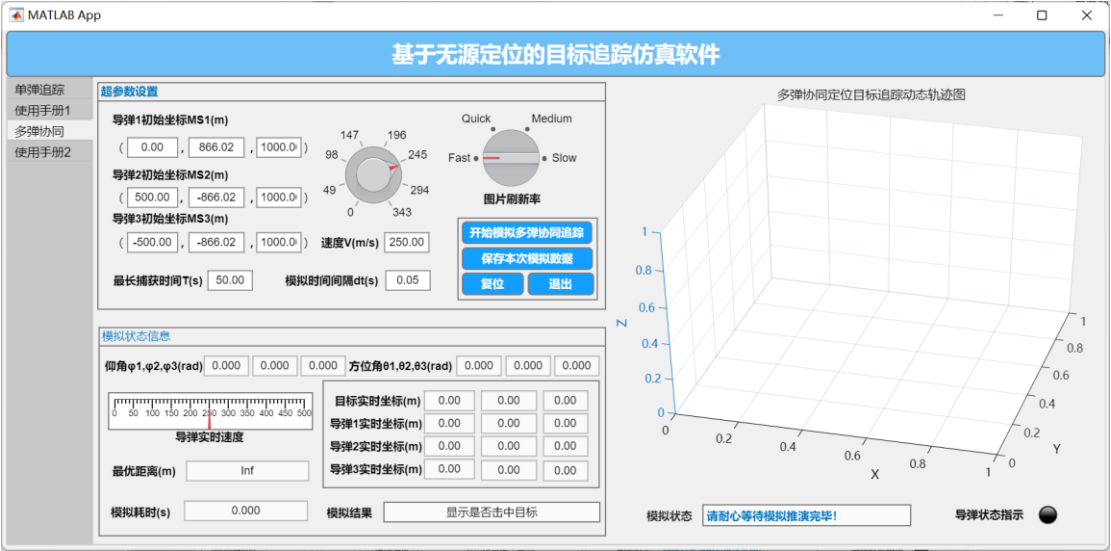 MATLAB App
基于无源定位的目标追踪仿真软件
单弹追踪
使用手册1
多弹协同
使用手册2
超参数设置
导弹1初始坐标MS1(m)
( 0.00 , 866.02 , 1000.0 )
导弹2初始坐标MS2(m)
( 500.00 , -866.02 , 1000.0 )
导弹3初始坐标MS3(m)
( -500.00 , -866.02 , 1000.0 )
0 49 98 147 196 245 294 343
速度V(m/s) 250.00
最长捕获时间T(s) 50.00 模拟时间间隔dt(s) 0.05
Quick Medium
Fast Slow
图片刷新率
开始模拟多弹协同追踪
保存本次模拟数据
复位 退出
模拟状态信息
仰角φ1,φ2,φ3(rad) 0.000 0.000 0.000 方位角θ1,θ2,θ3(rad) 0.000 0.000 0.000
0 50 100 150 200 250 300 350 400 450 500
导弹实时速度
最优距离(m) Inf
模拟耗时(s) 0.000
目标实时坐标(m) 0.00 0.00 0.00
导弹1实时坐标(m) 0.00 0.00 0.00
导弹2实时坐标(m) 0.00 0.00 0.00
导弹3实时坐标(m) 0.00 0.00 0.00
模拟结果 显示是否击中目标
多弹协同定位目标追踪动态轨迹图
1
0.8
0.6
0.4
0.2
0
Z
0 0.2 0.4 0.6 0.8 1
X
0 0.2 0.4 0.6 0.8 1
Y
模拟状态 请耐心等待模拟推演完毕！ 导弹状态指示